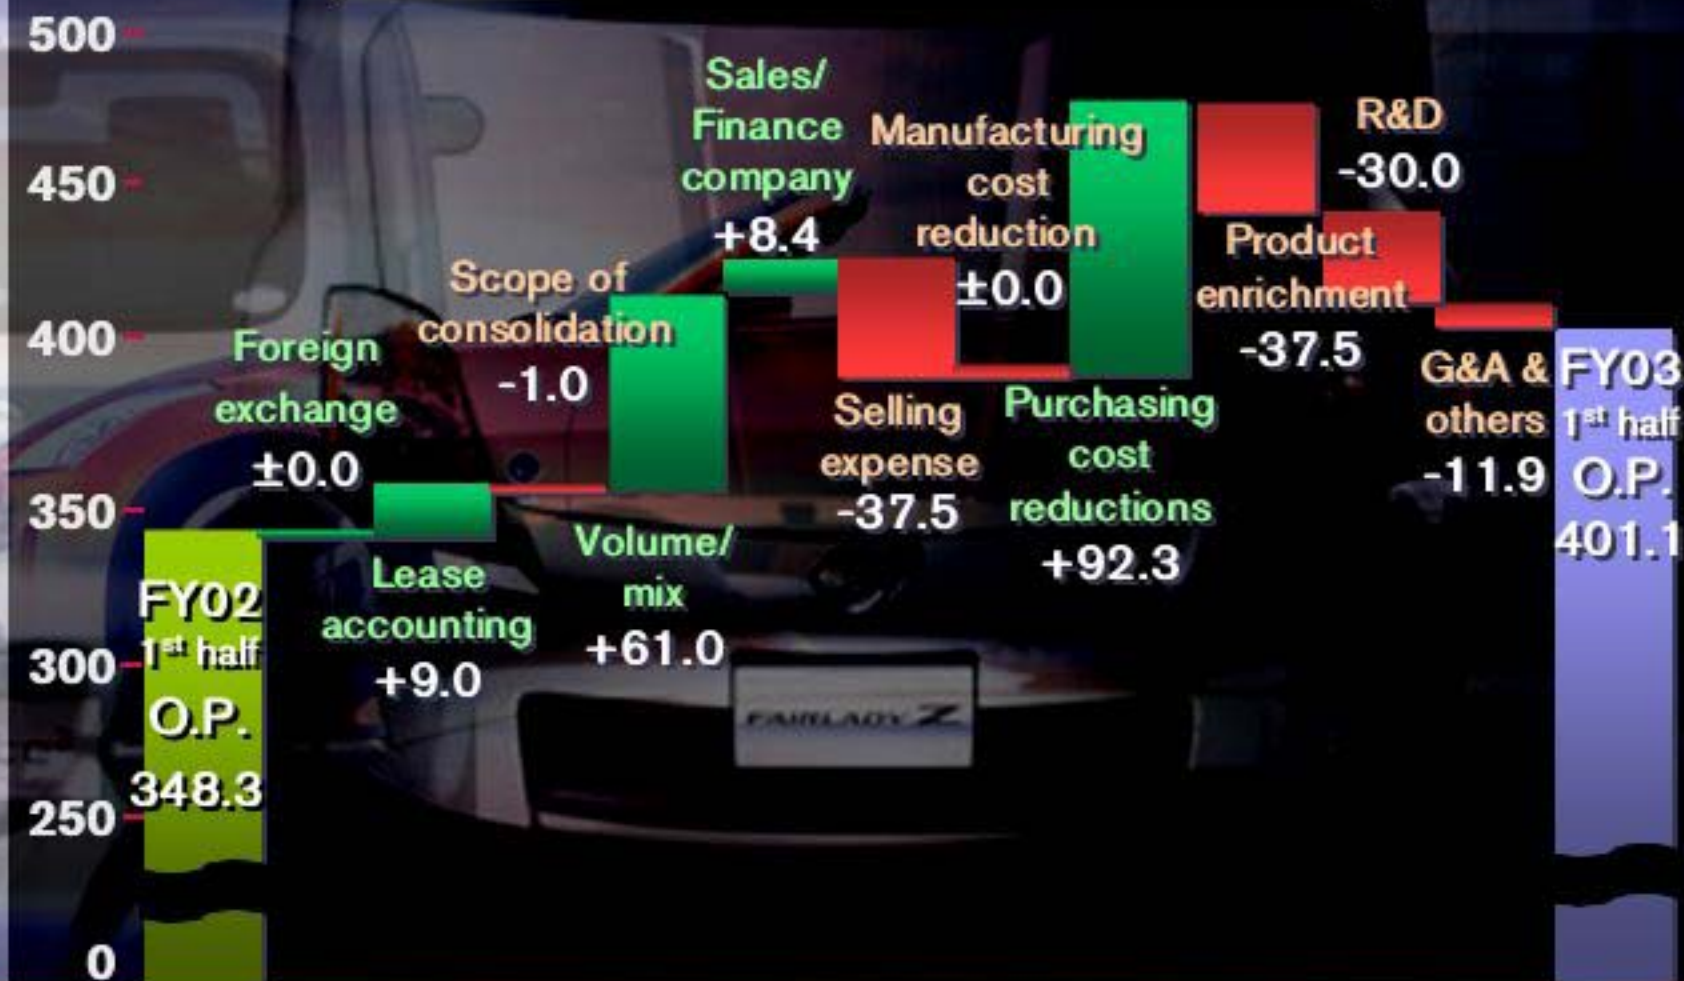 500
450
400
350
300
250
0
FY02
1st half
O.P.
348.3
Foreign
exchange
±0.0
Lease
accounting
+9.0
Scope of
consolidation
-1.0
Volume/
mix
+61.0
Sales/
Finance
company
+8.4
Selling
expense
-37.5
Manufacturing
cost
reduction
±0.0
Purchasing
cost
reductions
+92.3
Product
enrichment
-37.5
R&D
-30.0
G&A &
others
-11.9
FY03
1st half
O.P.
401.1
FAIRLADY Z